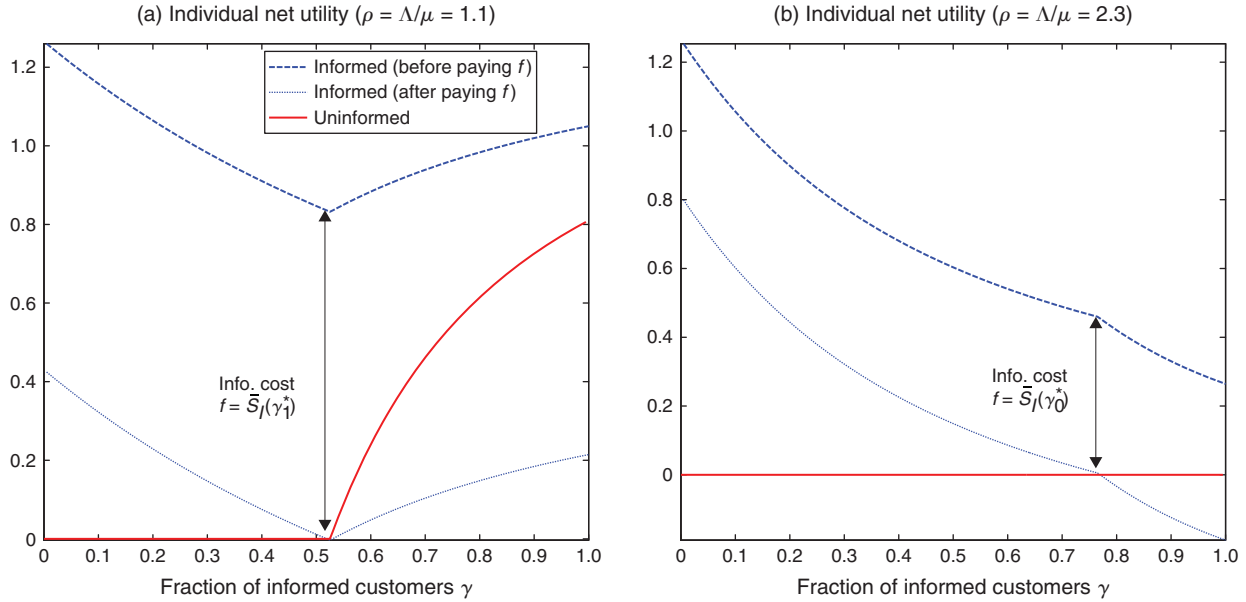 (a) Individual net utility (ρ = Λ/μ = 1.1)
1.2
1.0
0.8
0.6
0.4
0.2
0
Informed (before paying f)
Informed (after paying f)
Uninformed
Info. cost
f = S̄_I(γ*_1)
0 0.1 0.2 0.3 0.4 0.5 0.6 0.7 0.8 0.9 1.0
Fraction of informed customers γ
(b) Individual net utility (ρ = Λ/μ = 2.3)
1.2
1.0
0.8
0.6
0.4
0.2
0
Info. cost
f = S̄_I(γ*_0)
0 0.1 0.2 0.3 0.4 0.5 0.6 0.7 0.8 0.9 1.0
Fraction of informed customers γ